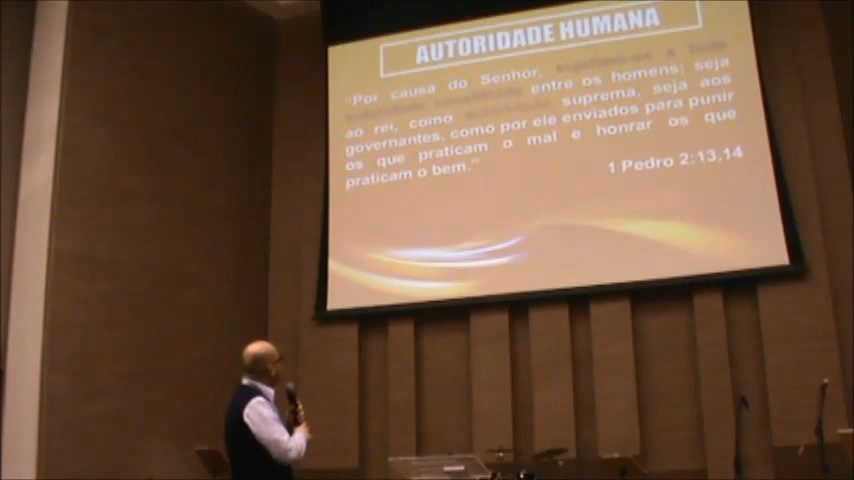 AUTORIDADE HUMANA
"Por causa do Senhor,
entre os homens; seja
ao rei, como suprema, seja aos
governantes, como por ele enviados para punir
os que praticam o mal e honrar os que
praticam o bem."
1 Pedro 2:13,14